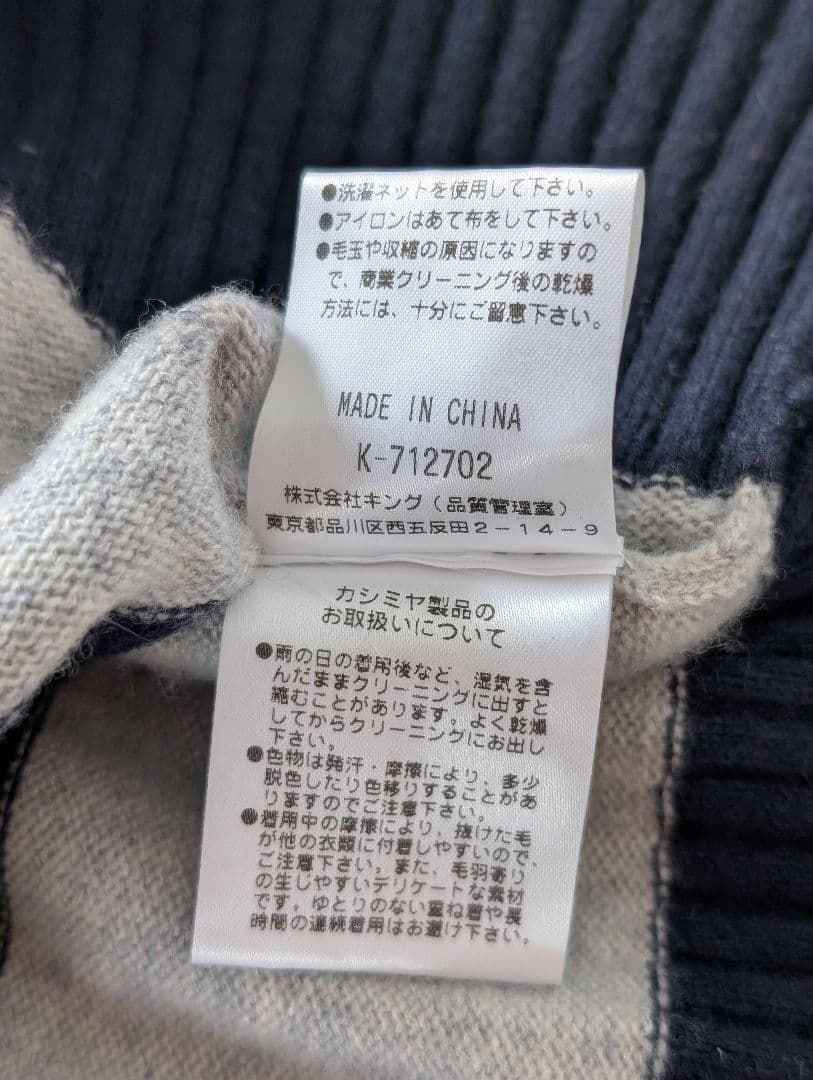 ●洗濯ネットを使用して下さい。
●アイロンはあて布をして下さい。
●毛玉や収縮の原因になりますの
で、商業クリーニング後の乾燥
方法には、十分にご留意下さい。
MADE IN CHINA
K-712702
株式会社キング(品質管理室)
東京都品川区西五反田2-14-9
カシミヤ製品の
お取扱いについて
●雨の日の着用後など、湿気を含
んだままクリーニングに出すと
縮むことがあります。よく乾燥
してからクリーニングにお出し
下さい。
●色物は発汗・摩擦により、多少
脱色したり色移りすることがあ
りますのでご注意下さい。
●着用中の摩擦により、抜けた毛
が他の衣類に付着しやすいので、
ご注意下さい。また、毛羽寄り
の生じやすいデリケートな素材
です。ゆとりのない重ね着や長
時間の連続着用はお避け下さい。